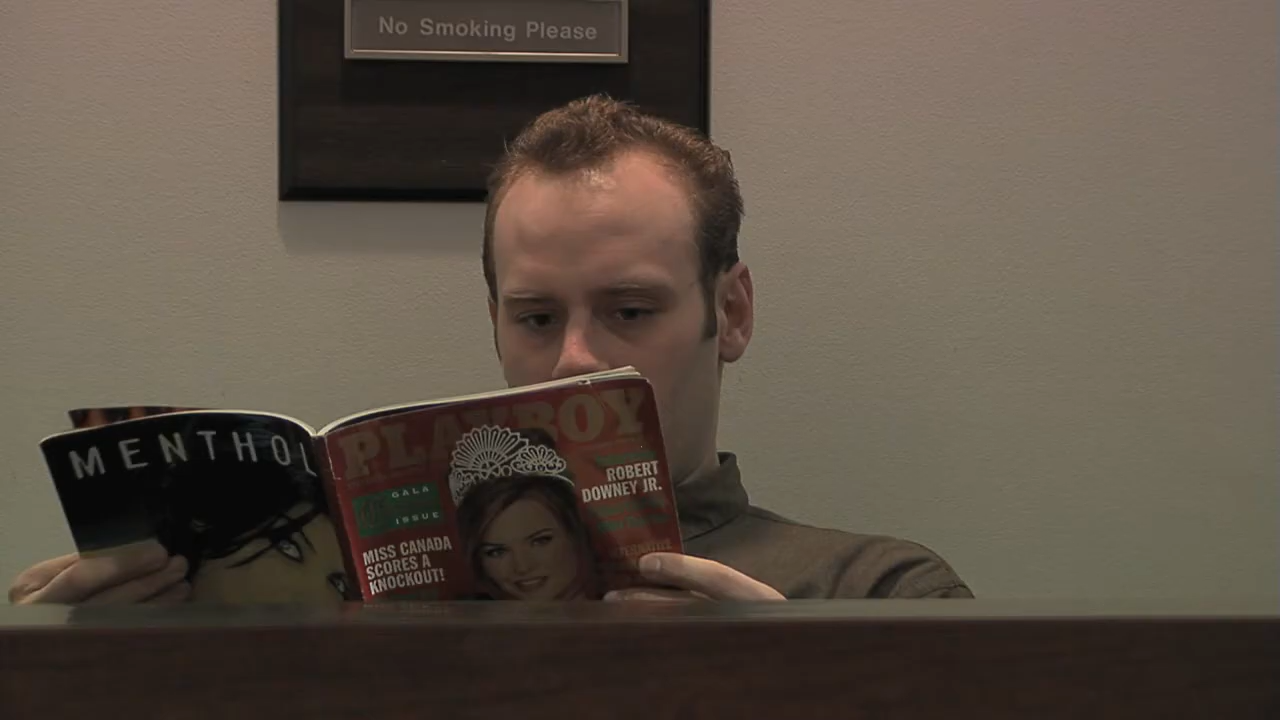 No Smoking Please
MENTHOL
PLAYBOY
GALA
ISSUE
MISS CANADA
SCORES A
KNOCKOUT!
ROBERT
DOWNEY JR.